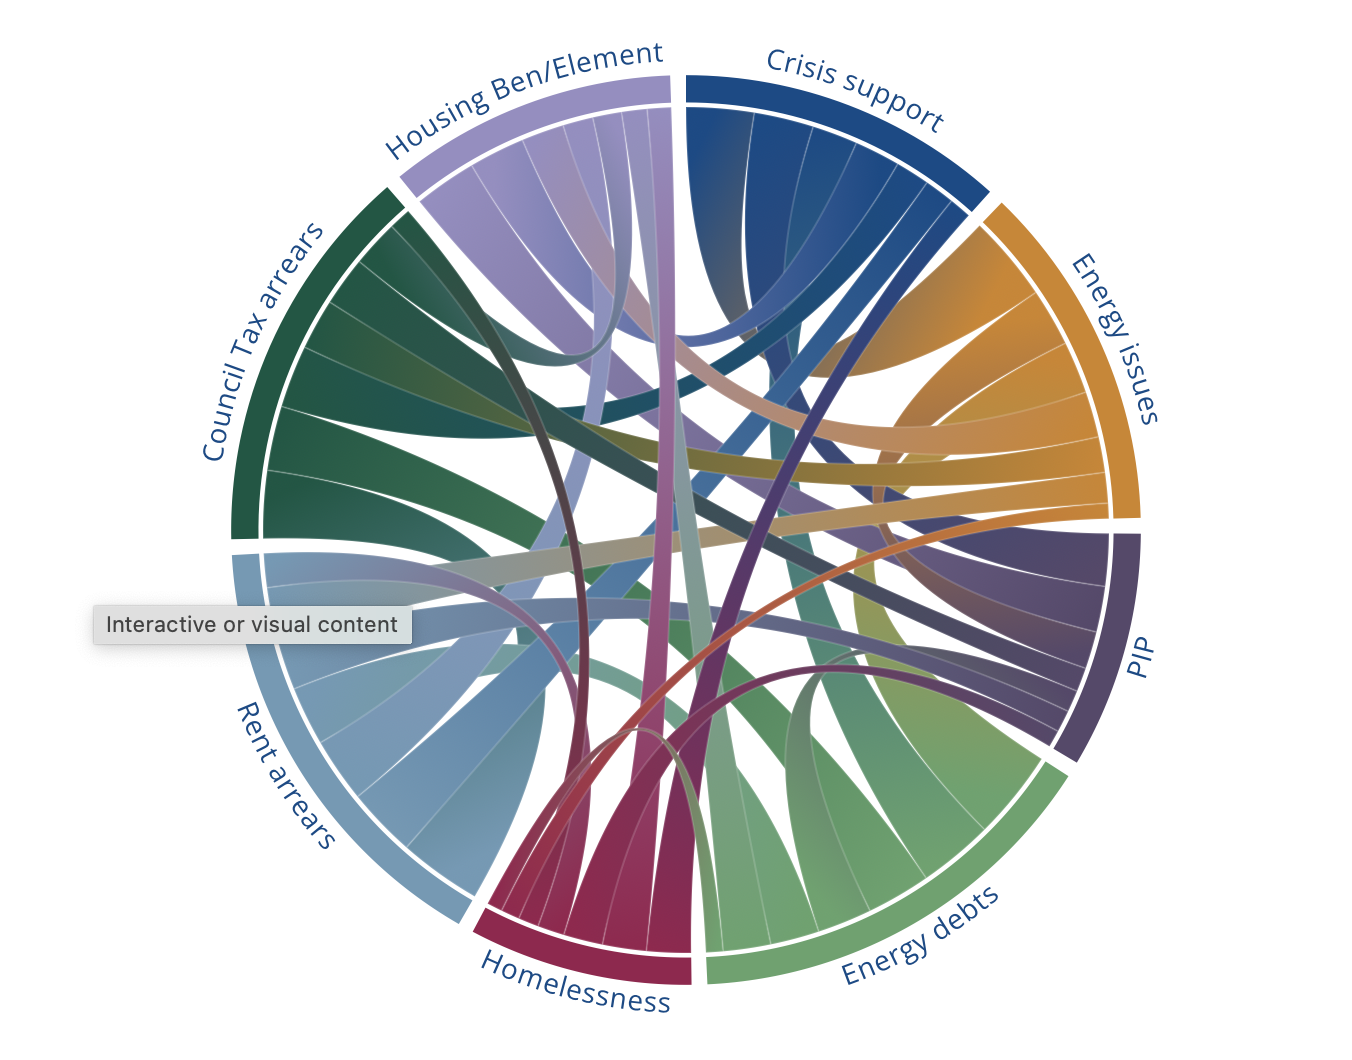 Housing Ben/Element
Crisis support
Energy issues
PIP
Energy debts
Homelessness
Rent arrears
Council Tax arrears
Interactive or visual content